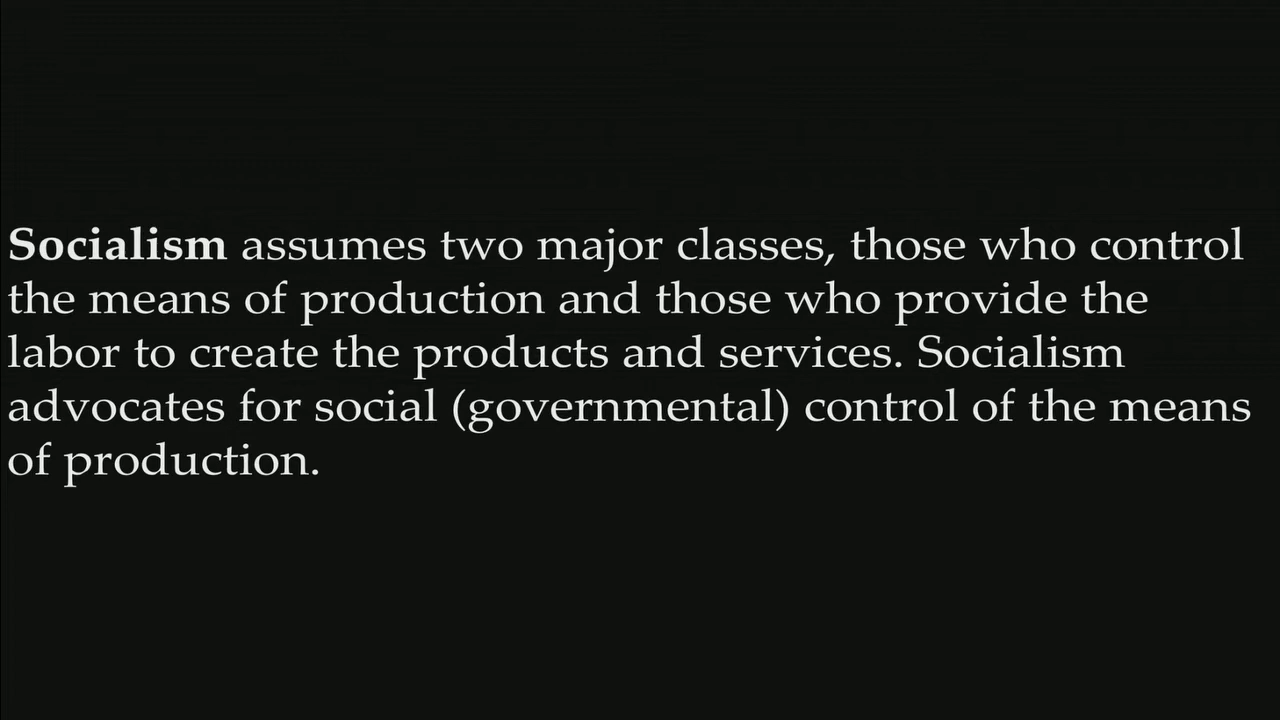 Socialism assumes two major classes, those who control
the means of production and those who provide the
labor to create the products and services. Socialism
advocates for social (governmental) control of the means
of production.